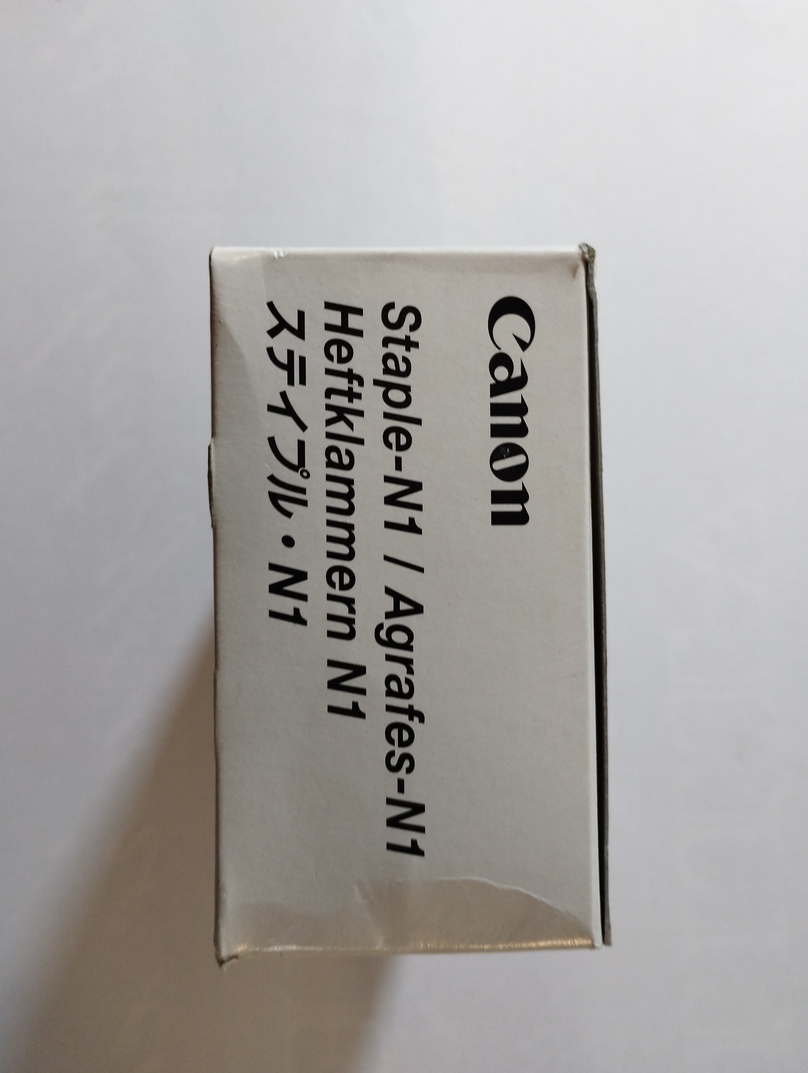 Canon
Staple-N1 / Agrafes-N1
Heftklammern N1
ステイプル・N1